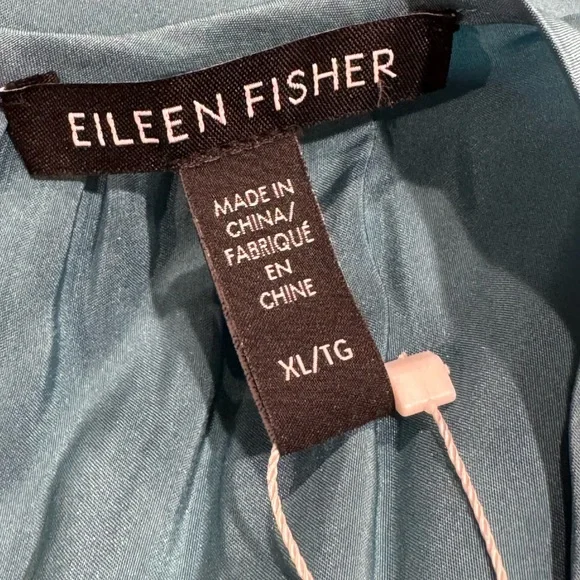 EILEEN FISHER
MADE IN
CHINA/
FABRIQUÉ
EN
CHINE
XL/TG